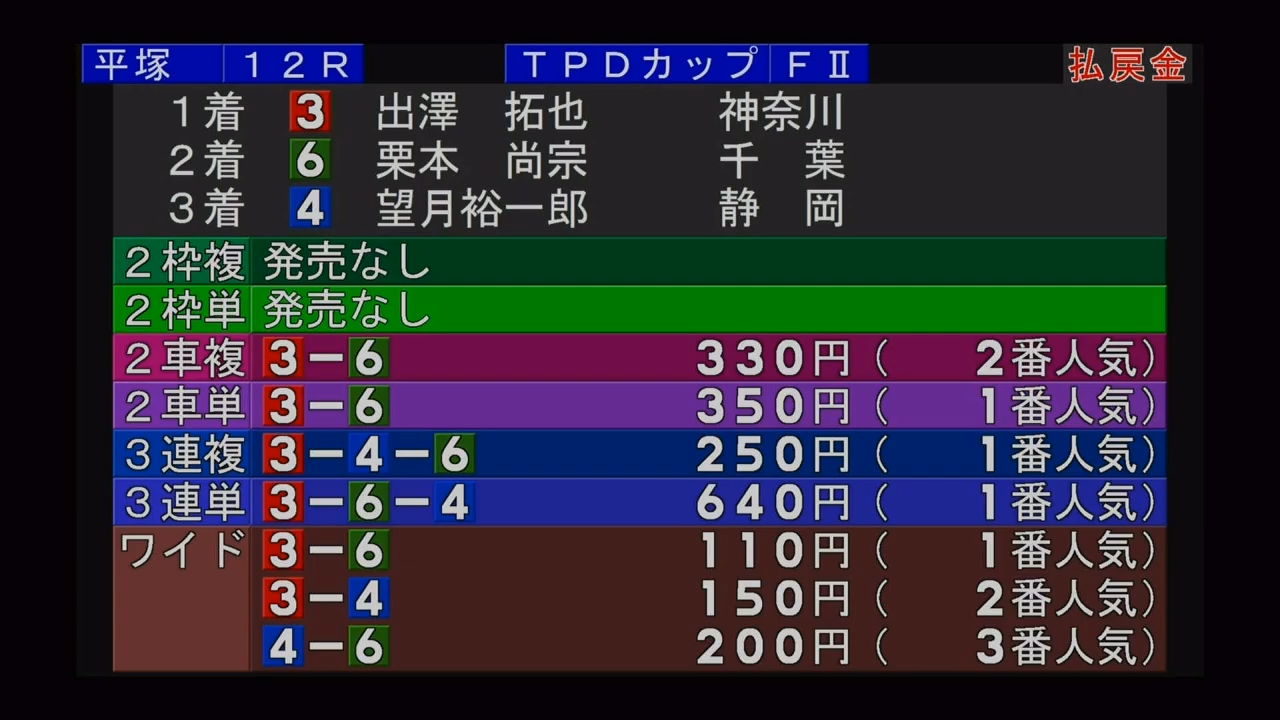 平塚 １２Ｒ ＴＰＤカップ ＦⅡ 払戻金
１着 3 出澤 拓也 神奈川
２着 6 栗本 尚宗 千 葉
３着 4 望月裕一郎 静 岡
２枠複 発売なし
２枠単 発売なし
２車複 3－6 330円（ 2番人気）
２車単 3－6 350円（ 1番人気）
３連複 3－4－6 250円（ 1番人気）
３連単 3－6－4 640円（ 1番人気）
ワイド 3－6 110円（ 1番人気）
3－4 150円（ 2番人気）
4－6 200円（ 3番人気）